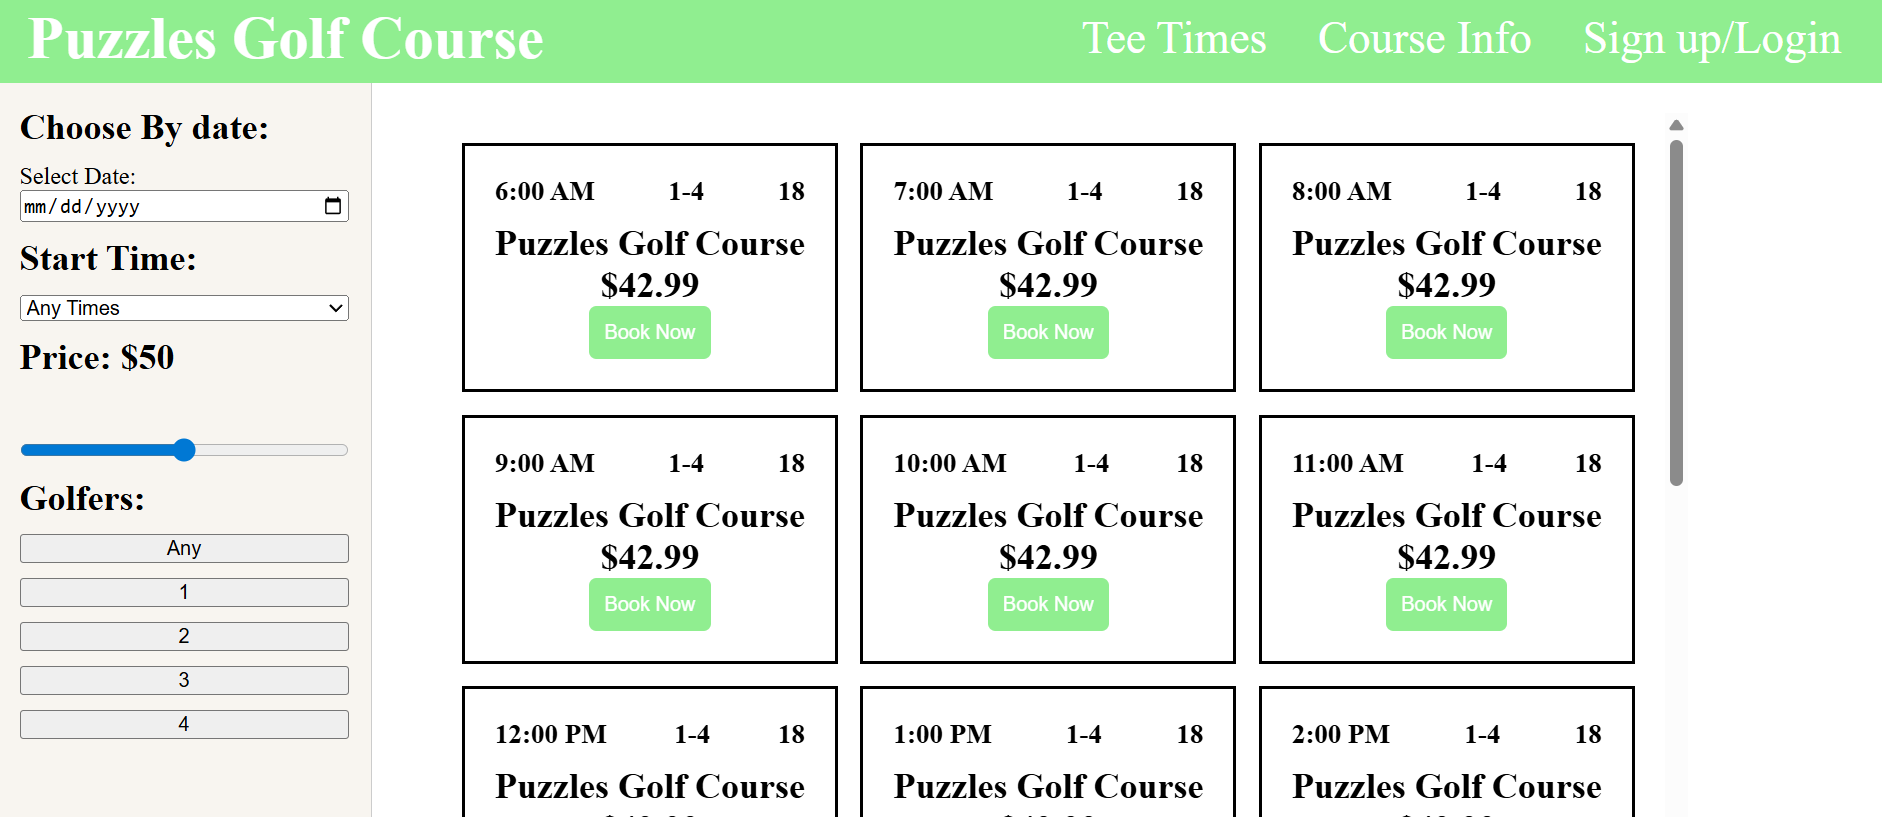 Puzzles Golf Course
Tee Times Course Info Sign up/Login
Choose By date:
Select Date:
mm/dd/yyyy
Start Time:
Any Times
Price: $50
Golfers:
Any
1
2
3
4
6:00 AM 1-4 18
Puzzles Golf Course
$42.99
Book Now
7:00 AM 1-4 18
Puzzles Golf Course
$42.99
Book Now
8:00 AM 1-4 18
Puzzles Golf Course
$42.99
Book Now
9:00 AM 1-4 18
Puzzles Golf Course
$42.99
Book Now
10:00 AM 1-4 18
Puzzles Golf Course
$42.99
Book Now
11:00 AM 1-4 18
Puzzles Golf Course
$42.99
Book Now
12:00 PM 1-4 18
Puzzles Golf Course
1:00 PM 1-4 18
Puzzles Golf Course
2:00 PM 1-4 18
Puzzles Golf Course